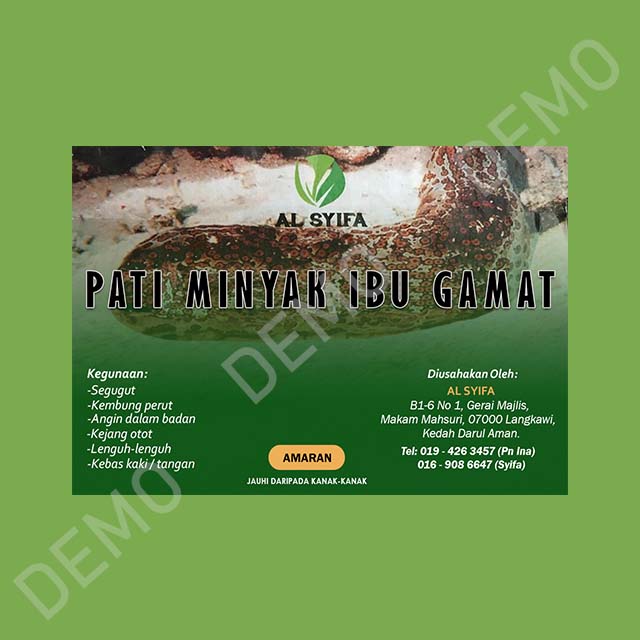 AL SYIFA
PATI MINYAK IBU GAMAT
Kegunaan:
-Segugut
-Kembung perut
-Angin dalam badan
-Kejang otot
-Lenguh-lenguh
-Kebas kaki / tangan
AMARAN
JAUHI DARIPADA KANAK-KANAK
Diusahakan Oleh:
AL SYIFA
B1-6 No 1, Gerai Majlis,
Makam Mahsuri, 07000 Langkawi,
Kedah Darul Aman.
Tel: 019 - 426 3457 (Pn Ina)
016 - 908 6647 (Syifa)
DEMO
DEMO
DEMO